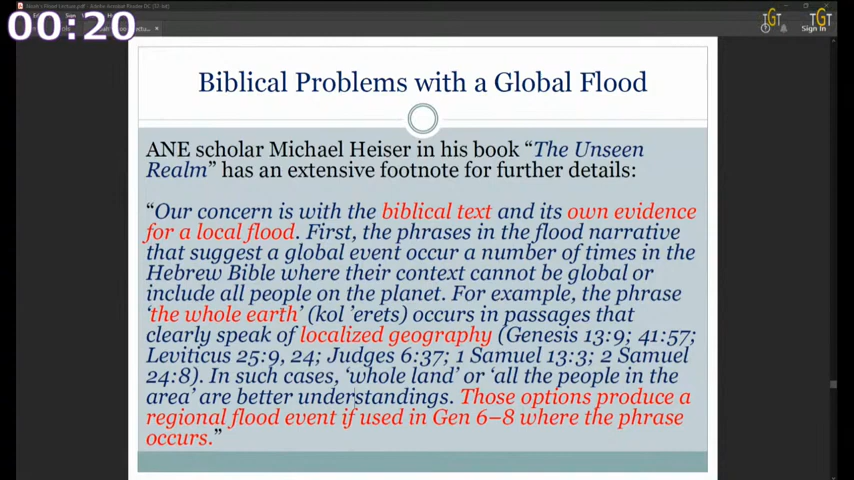 00:20
TGT
TGT
Sign In
Biblical Problems with a Global Flood
ANE scholar Michael Heiser in his book “The Unseen
Realm” has an extensive footnote for further details:
“Our concern is with the biblical text and its own evidence
for a local flood. First, the phrases in the flood narrative
that suggest a global event occur a number of times in the
Hebrew Bible where their context cannot be global or
include all people on the planet. For example, the phrase
‘the whole earth’ (kol ’erets) occurs in passages that
clearly speak of localized geography (Genesis 13:9; 41:57;
Leviticus 25:9, 24; Judges 6:37; 1 Samuel 13:3; 2 Samuel
24:8). In such cases, ‘whole land’ or ‘all the people in the
area’ are better understandings. Those options produce a
regional flood event if used in Gen 6–8 where the phrase
occurs.”